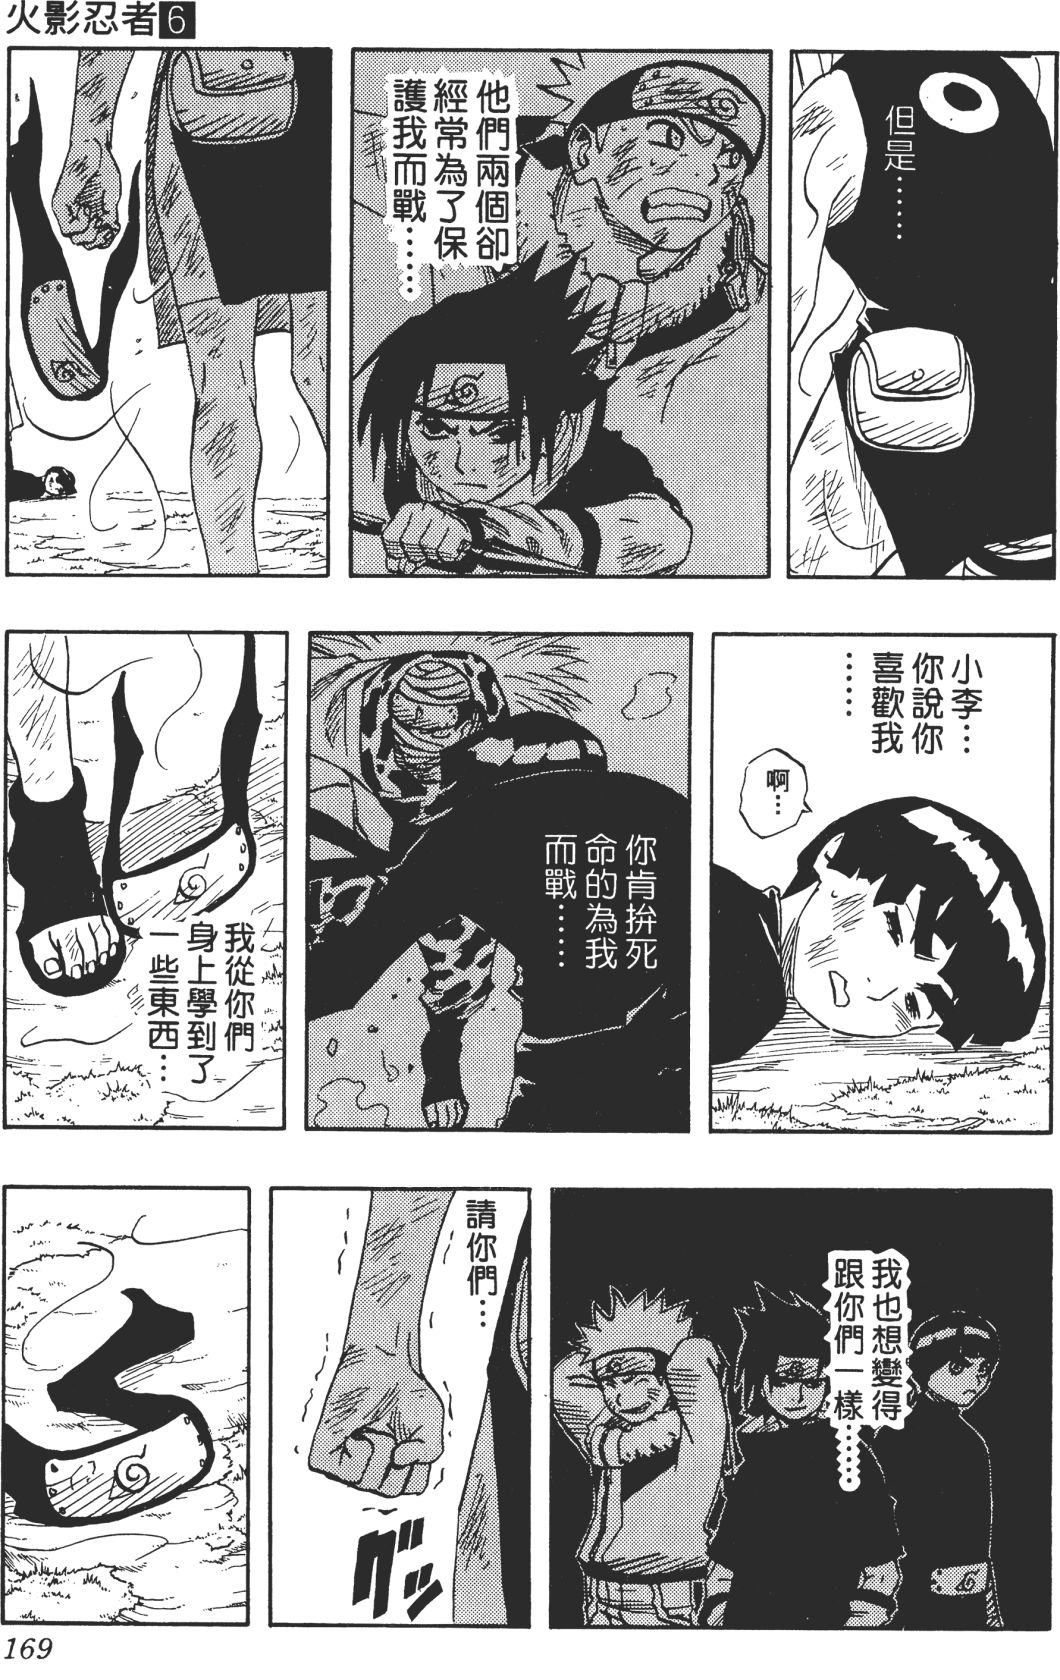 火影忍者6
但是……
他們兩個卻
經常為了保
護我而戰……
小李…
你說你
喜歡我
……
啊…
你肯拚死
命的為我
而戰……
我從你們
身上學到了
一些東西…
我也想變得
跟你們一樣……
請你們…
グッ
169